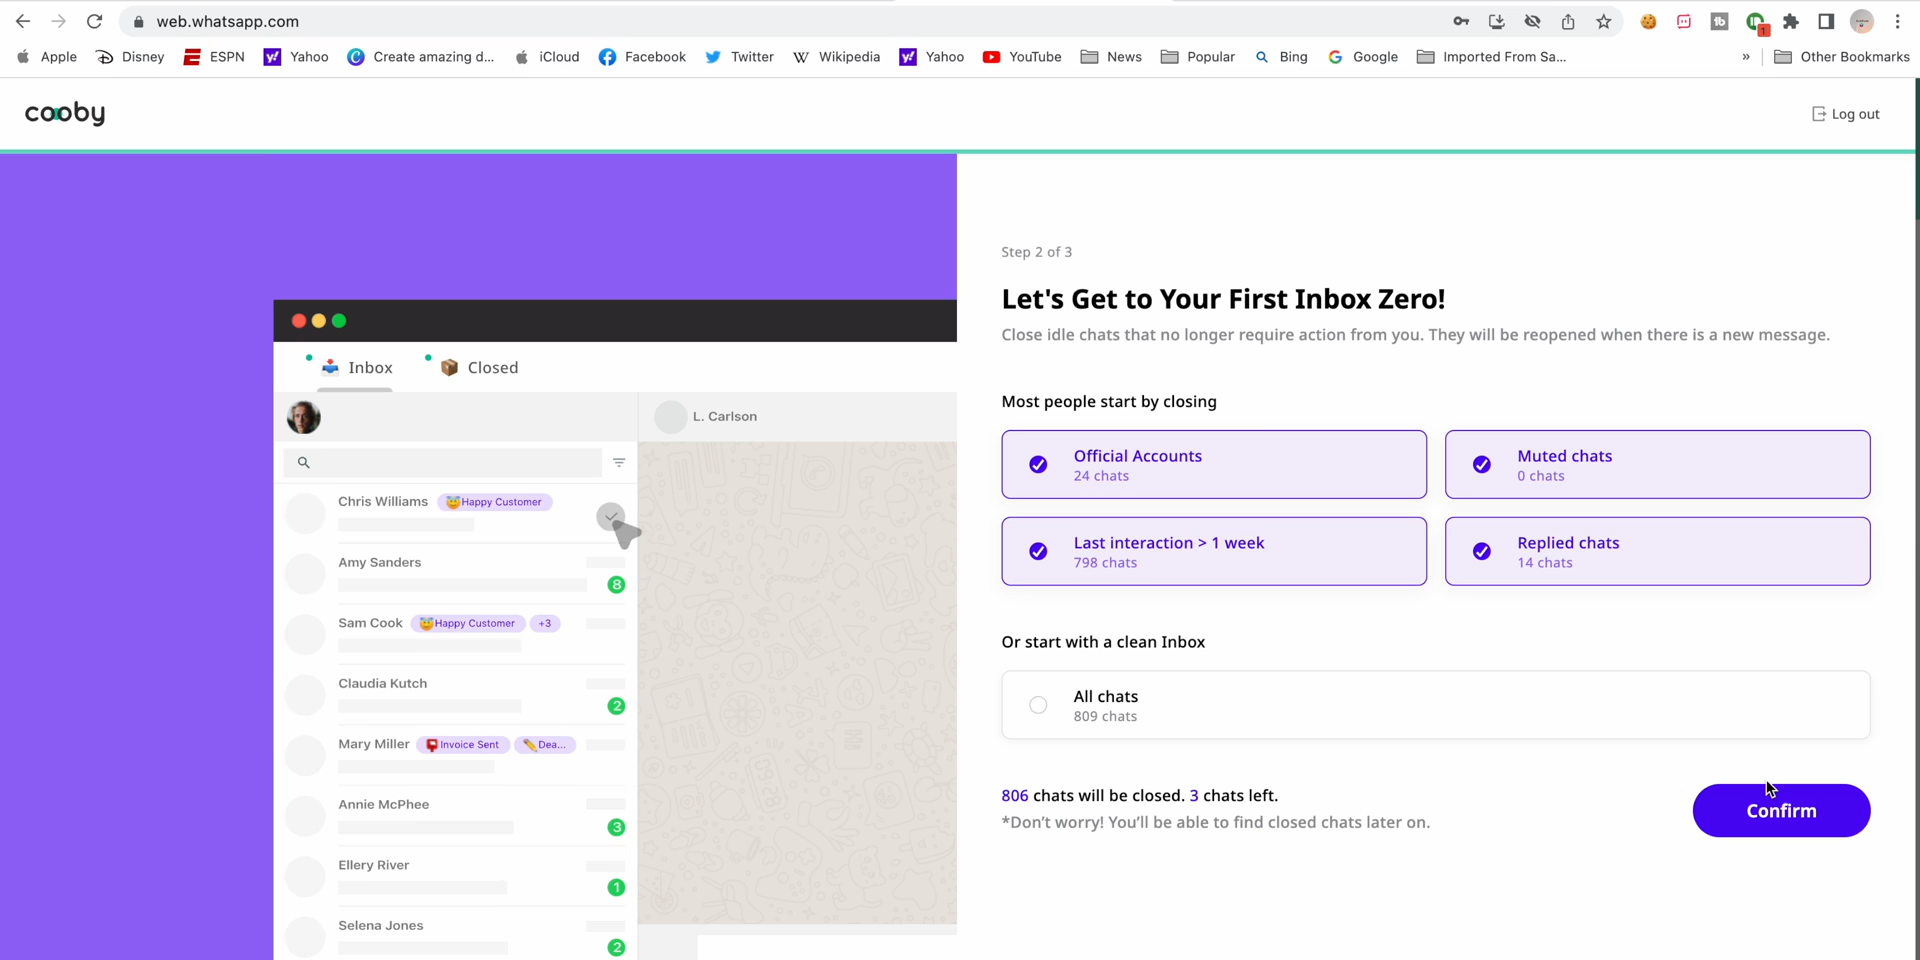 web.whatsapp.com
1
Apple
Disney
ESPN
Yahoo
Create amazing d...
iCloud
Facebook
Twitter
Wikipedia
Yahoo
YouTube
News
Popular
Bing
Google
Imported From Sa...
»
Other Bookmarks
cooby
Log out
Inbox
Closed
L. Carlson
Chris Williams
Happy Customer
Amy Sanders
8
Sam Cook
Happy Customer
+3
Claudia Kutch
2
Mary Miller
Invoice Sent
Dea...
Annie McPhee
3
Ellery River
1
Selena Jones
2
Step 2 of 3
Let's Get to Your First Inbox Zero!
Close idle chats that no longer require action from you. They will be reopened when there is a new message.
Most people start by closing
Official Accounts
24 chats
Muted chats
0 chats
Last interaction > 1 week
798 chats
Replied chats
14 chats
Or start with a clean Inbox
All chats
809 chats
806 chats will be closed. 3 chats left.
*Don't worry! You'll be able to find closed chats later on.
Confirm